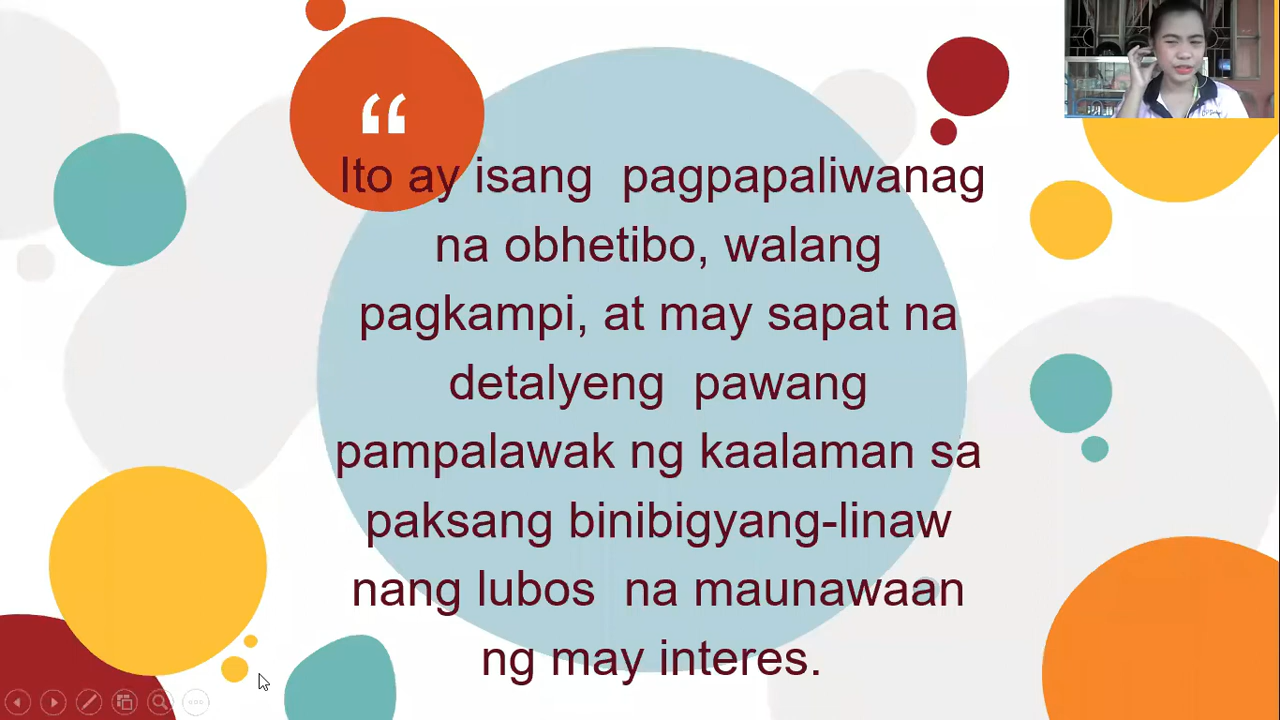 “
Ito ay isang pagpapaliwanag
na obhetibo, walang
pagkampi, at may sapat na
detalyeng pawang
pampalawak ng kaalaman sa
paksang binibigyang-linaw
nang lubos na maunawaan
ng may interes.